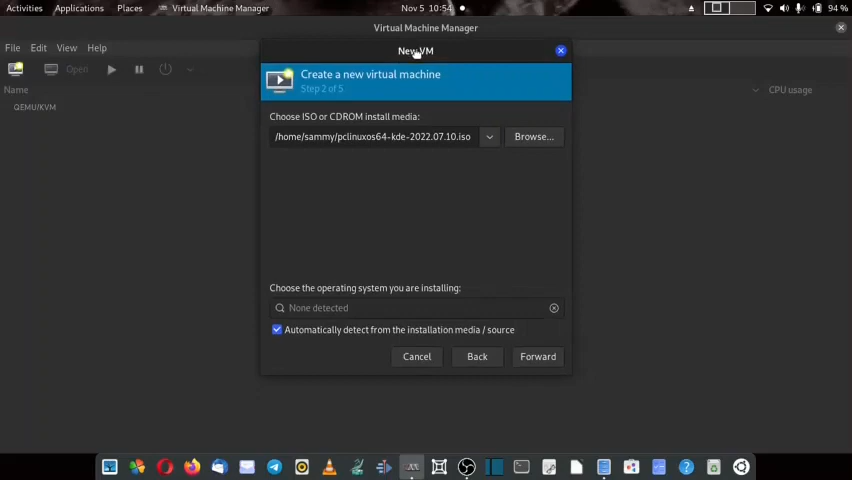 Activities Applications Places Virtual Machine Manager Nov 5 10:54 94 %
Virtual Machine Manager
File Edit View Help
New VM
Open
Create a new virtual machine
Step 2 of 5
Name CPU usage
QEMU/KVM
Choose ISO or CDROM install media:
/home/sammy/pclinuxos64-kde-2022.07.10.iso Browse...
Choose the operating system you are installing:
None detected
Automatically detect from the installation media / source
Cancel Back Forward